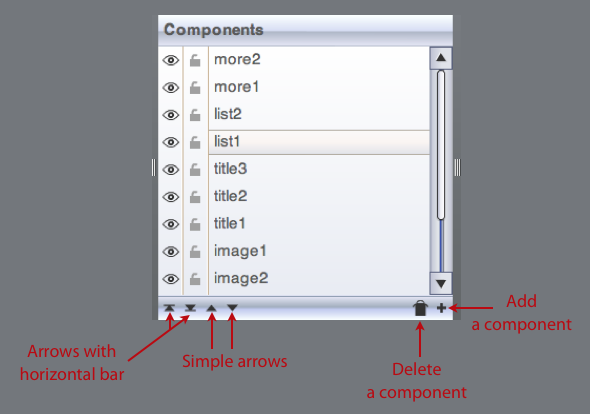 Components
more2
more1
list2
list1
title3
title2
title1
image1
image2
Add
a component
Arrows with
horizontal bar
Simple arrows
Delete
a component